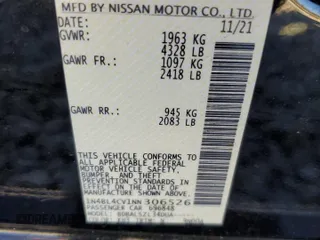 MFD BY NISSAN MOTOR CO., LTD.
11/21
GVWR: 1963 KG
4328 LB
GAWR FR.: 1097 KG
2418 LB
GAWR RR.: 945 KG
2083 LB
THIS VEHICLE CONFORMS TO ALL
APPLICABLE FEDERAL MOTOR
VEHICLE SAFETY,
BUMPER, AND THEFT
PREVENTION STANDARDS IN
EFFECT ON THE DATE OF
MANUFACTURE SHOWN ABOVE.
1N4BL4CV1NN306526
PASSENGER CAR
MODEL: